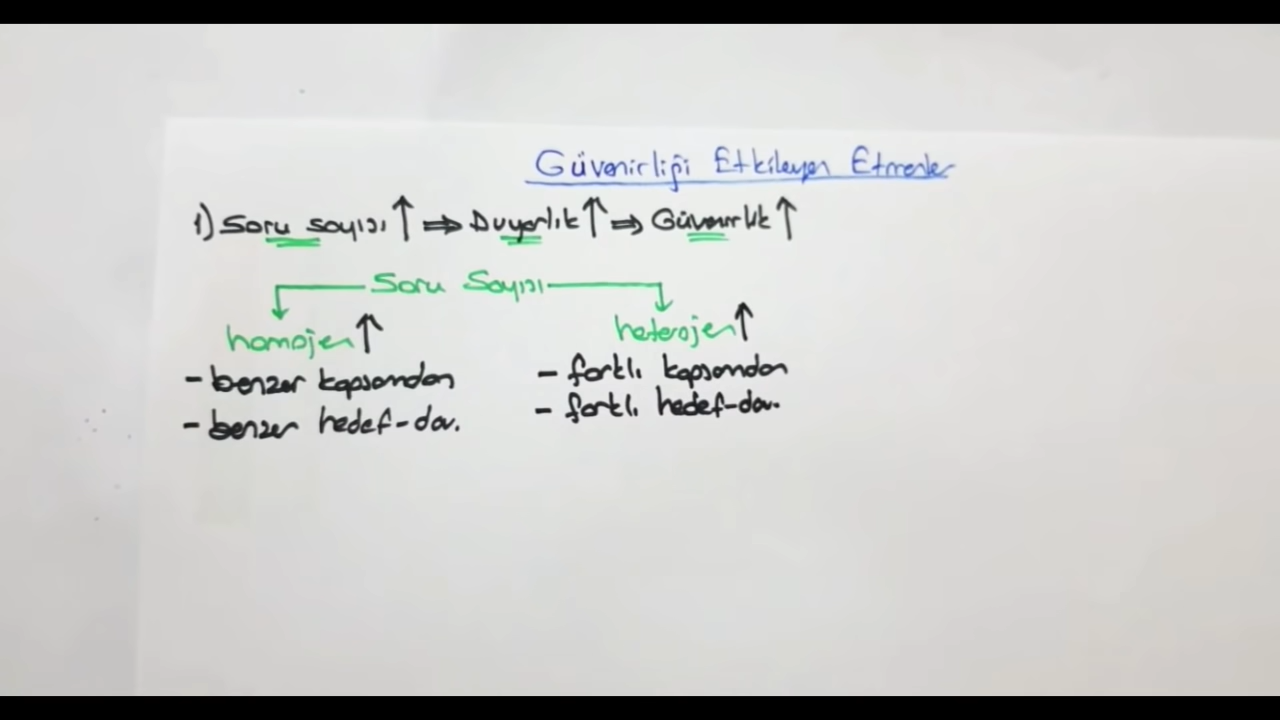 Güvenirliği Etkileyen Etmenler
1) Soru sayısı ↑ ⇒ Duyarlık ↑ ⇒ Güvenirlik ↑
Soru Sayısı
homojen ↑
heterojen ↑
- benzer kapsamdan
- farklı kapsamdan
- benzer hedef-dav.
- farklı hedef-dav.